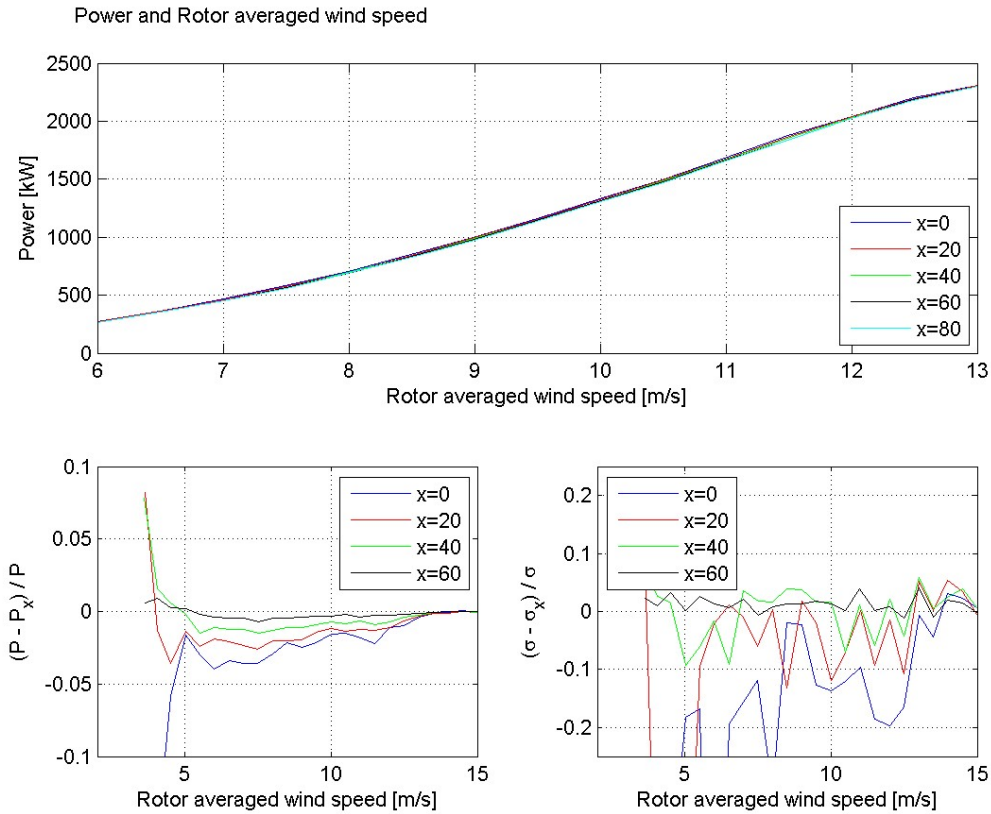 Power and Rotor averaged wind speed
2500
2000
1500
1000
500
0
Power [kW]
6 7 8 9 10 11 12 13
Rotor averaged wind speed [m/s]
x=0
x=20
x=40
x=60
x=80
0.1
0.05
0
-0.05
-0.1
(P - Pₓ) / P
5 10 15
Rotor averaged wind speed [m/s]
x=0
x=20
x=40
x=60
0.2
0.1
0
-0.1
-0.2
(σ - σₓ) / σ
5 10 15
Rotor averaged wind speed [m/s]
x=0
x=20
x=40
x=60